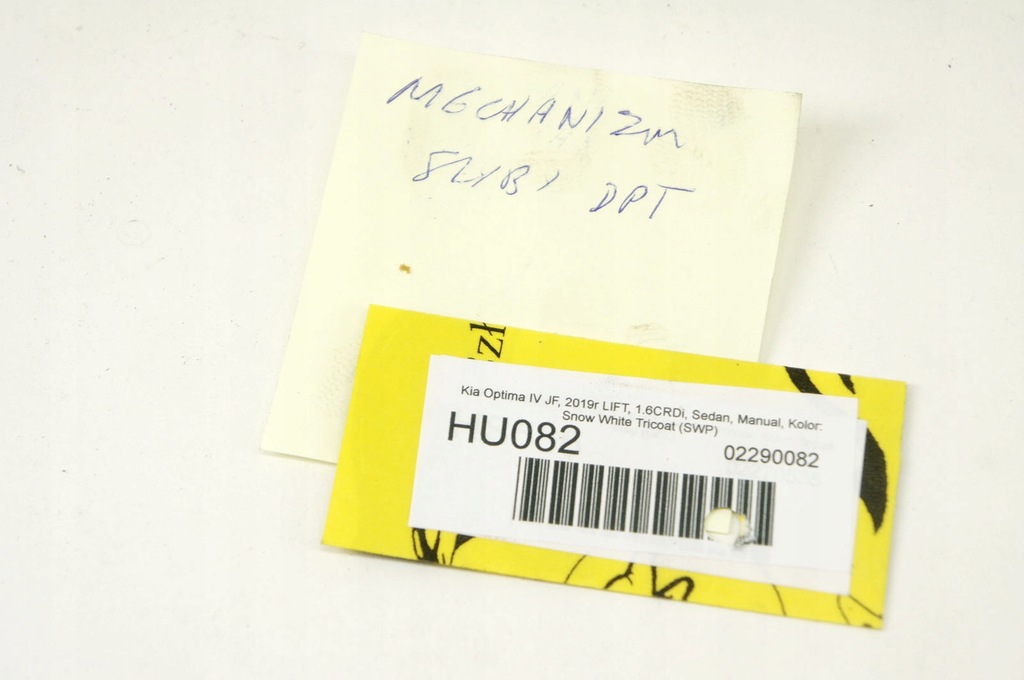 MECHANIZM
SZYBY DPT
zł
Kia Optima IV JF, 2019r LIFT, 1.6CRDi, Sedan, Manual, Kolor:
Snow White Tricoat (SWP)
HU082
02290082